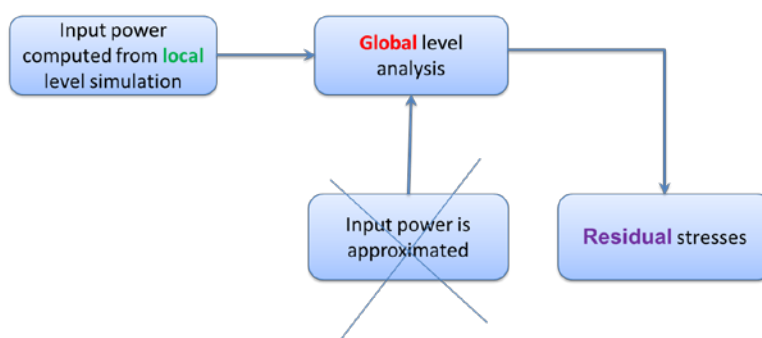 Input power
computed from local
level simulation
Global level
analysis
Input power is
approximated
Residual stresses